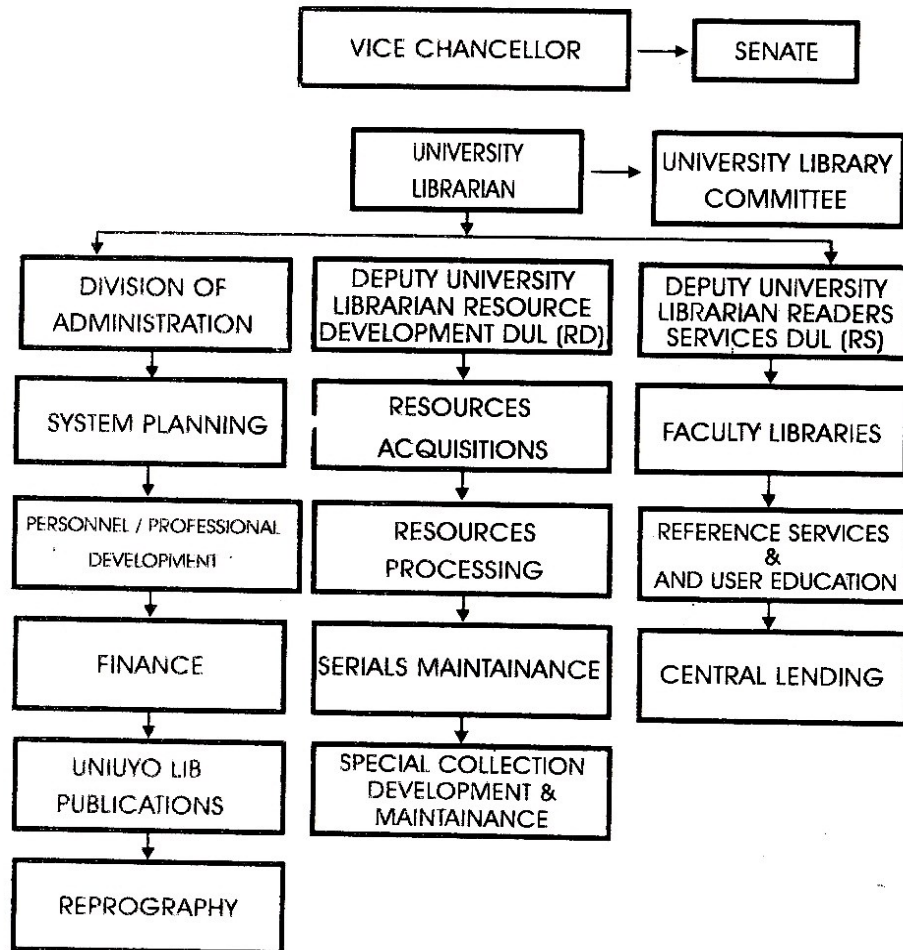 VICE CHANCELLOR
SENATE
UNIVERSITY
LIBRARIAN
UNIVERSITY LIBRARY
COMMITTEE
DIVISION OF
ADMINISTRATION
DEPUTY UNIVERSITY
LIBRARIAN RESOURCE
DEVELOPMENT DUL (RD)
DEPUTY UNIVERSITY
LIBRARIAN READERS
SERVICES DUL (RS)
SYSTEM PLANNING
RESOURCES
ACQUISITIONS
FACULTY LIBRARIES
PERSONNEL / PROFESSIONAL
DEVELOPMENT
RESOURCES
PROCESSING
REFERENCE SERVICES
&
AND USER EDUCATION
FINANCE
SERIALS MAINTAINANCE
CENTRAL LENDING
UNIUYO LIB
PUBLICATIONS
SPECIAL COLLECTION
DEVELOPMENT &
MAINTAINANCE
REPROGRAPHY